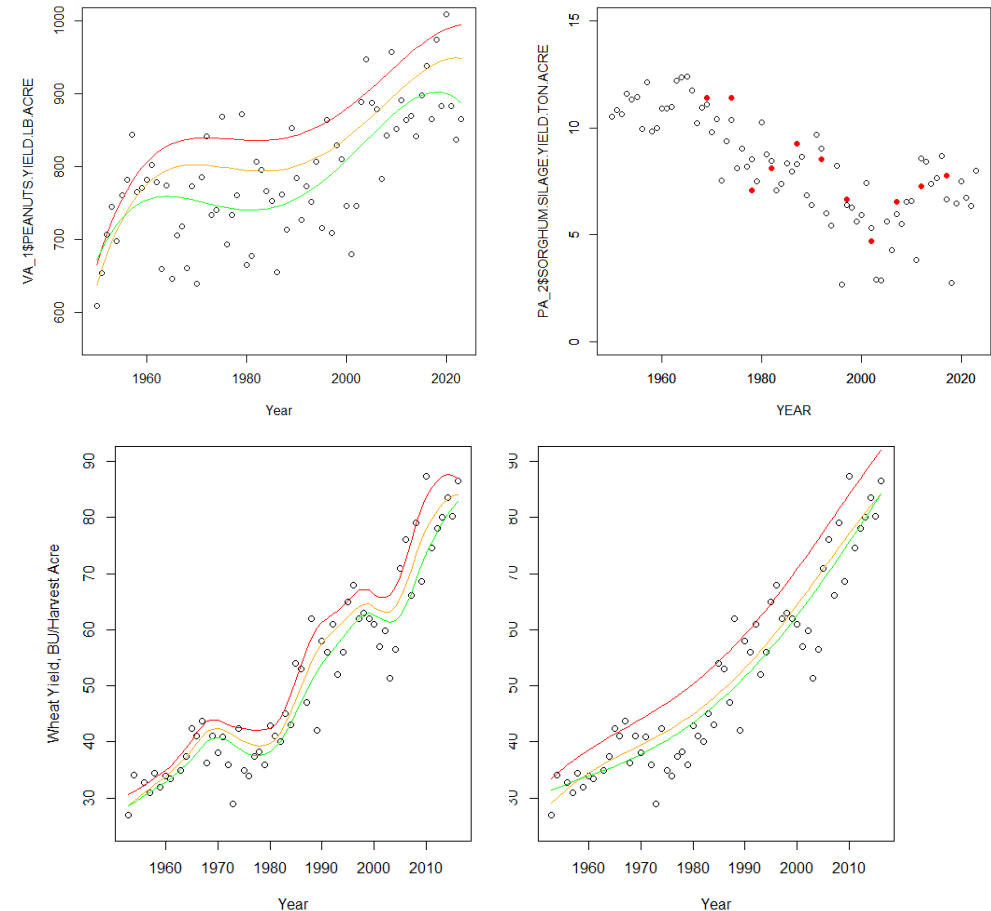 VA_1$PEANUTS.YIELD.LB.ACRE
1000
900
800
700
600
1960 1980 2000 2020
Year
PA_2$SORGHUM.SILAGE.YIELD.TON.ACRE
15
10
5
0
1960 1980 2000 2020
YEAR
Wheat Yield, BU/Harvest Acre
90
80
70
60
50
40
30
1960 1970 1980 1990 2000 2010
Year
1960 1970 1980 1990 2000 2010
Year